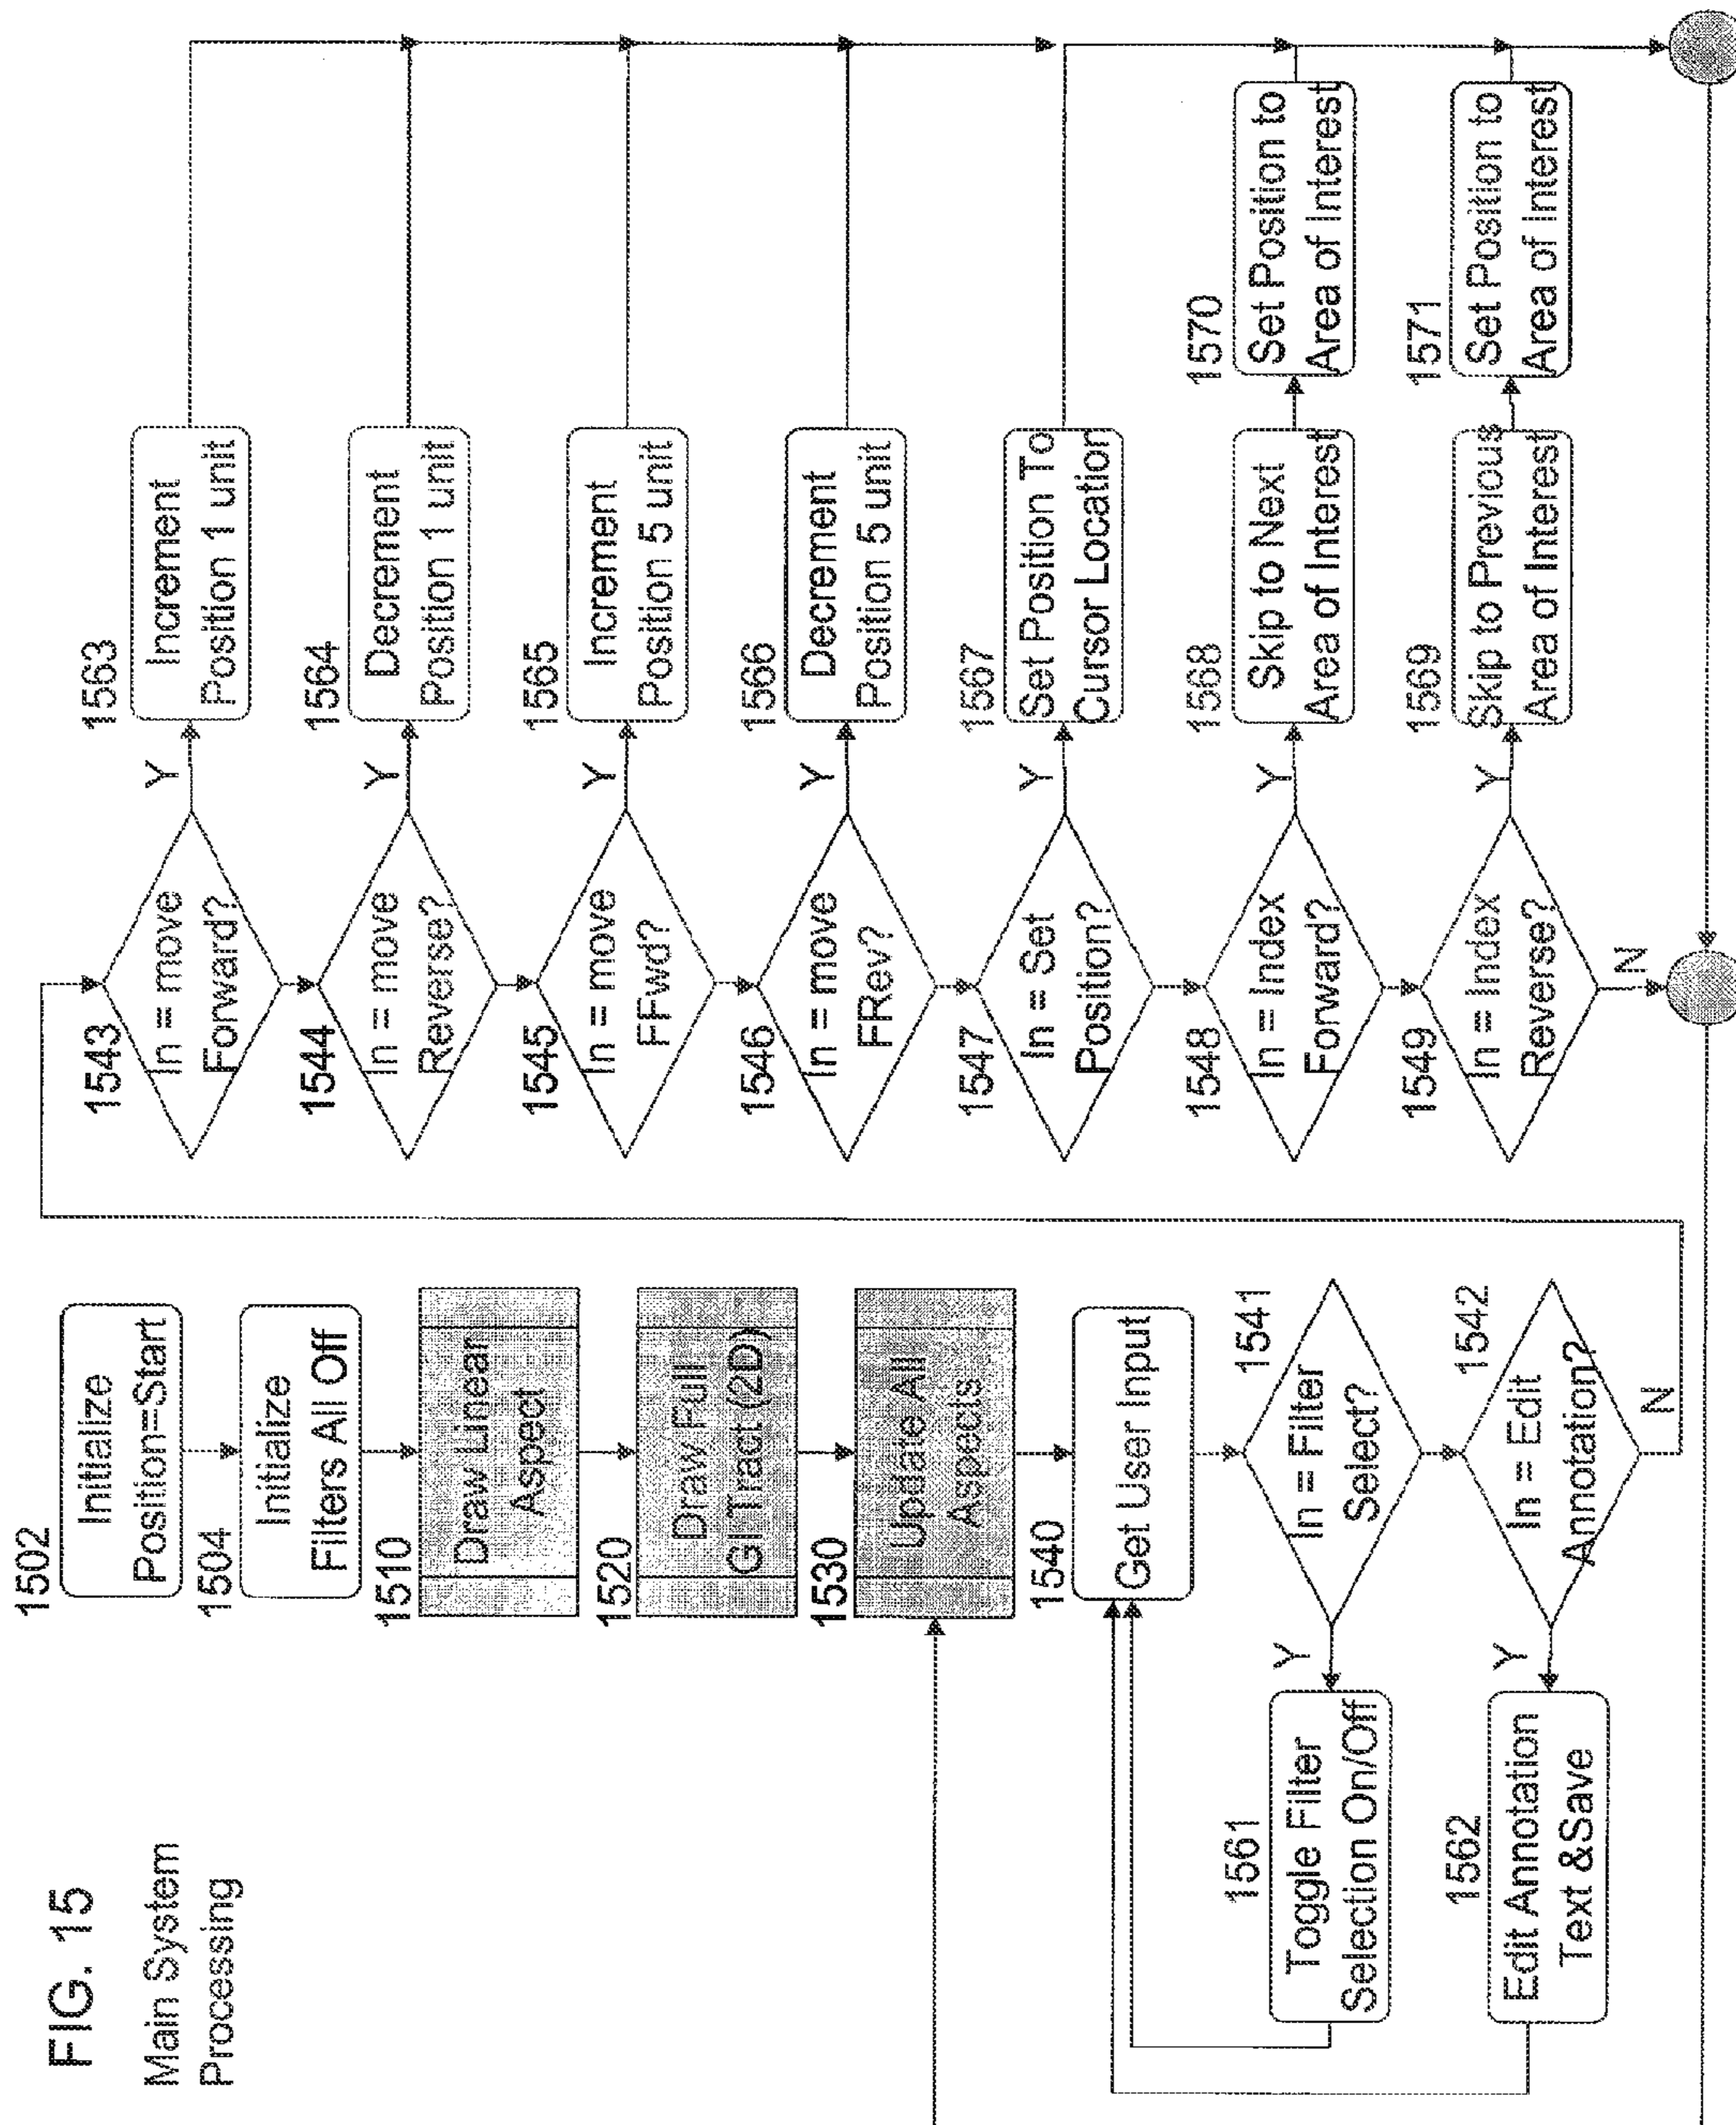 FIG. 15
Main System
Processing
1502
Initialize
Position=Start
1504
Initialize
Filters All Off
1510
Draw Linear
Aspect
1520
Draw Full
GI Tract (2D)
1530
Update All
Aspects
1540
Get User Input
1541
In = Filter
Select?
Y
1561
Toggle Filter
Selection On/Off
1542
In = Edit
Annotation?
Y
1562
Edit Annotation
Text &Save
N
1543
In = move
Forward?
Y
1563
Increment
Position 1 unit
1544
In = move
Reverse?
Y
1564
Decrement
Position 1 unit
1545
In = move
FFwd?
Y
1565
Increment
Position 5 unit
1546
In = move
FRev?
Y
1566
Decrement
Position 5 unit
1547
In = Set
Position?
Y
1567
Set Position To
Cursor Location
1548
In = Index
Forward?
Y
1568
Skip to Next
Area of Interest
1570
Set Position to
Area of Interest
1549
In = Index
Reverse?
Y
1569
Skip to Previous
Area of Interest
1571
Set Position to
Area of Interest
N